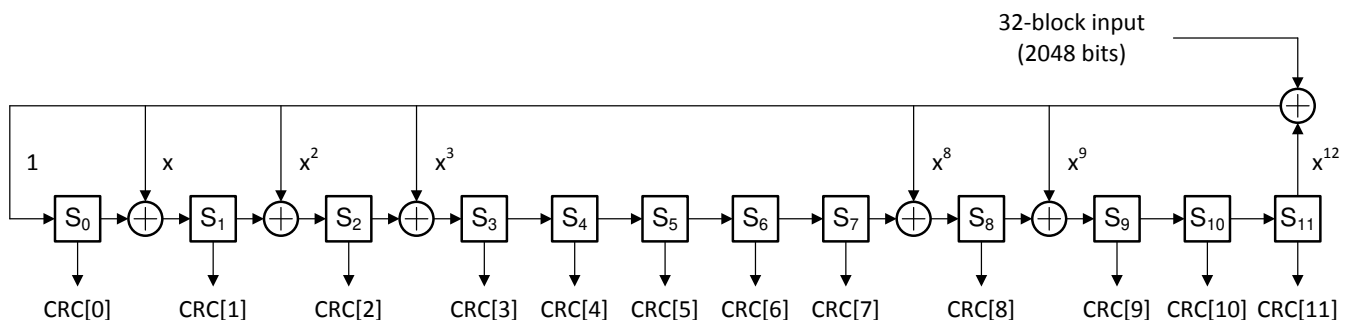 32-block input
(2048 bits)
1 x x² x³ x⁸ x⁹ x¹²
S₀ S₁ S₂ S₃ S₄ S₅ S₆ S₇ S₈ S₉ S₁₀ S₁₁
CRC[0] CRC[1] CRC[2] CRC[3] CRC[4] CRC[5] CRC[6] CRC[7] CRC[8] CRC[9] CRC[10] CRC[11]